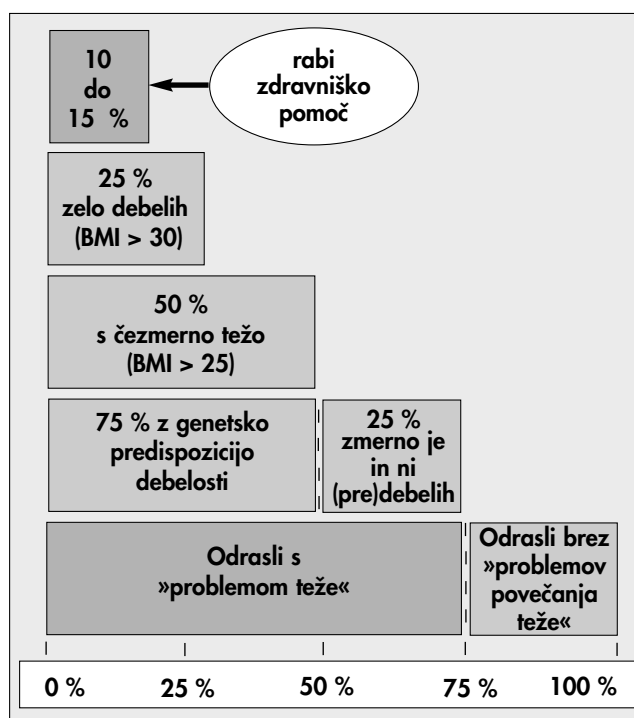 10
do
15 %
rabi
zdravniško
pomoč
25 %
zelo debelih
(BMI > 30)
50 %
s čezmerno težo
(BMI > 25)
75 % z genetsko
predispozicijo
debelosti
25 %
zmerno je
in ni
(pre)debelih
Odrasli s
»problemom teže«
Odrasli brez
»problemov
povečanja
teže«
0 % 25 % 50 % 75 % 100 %